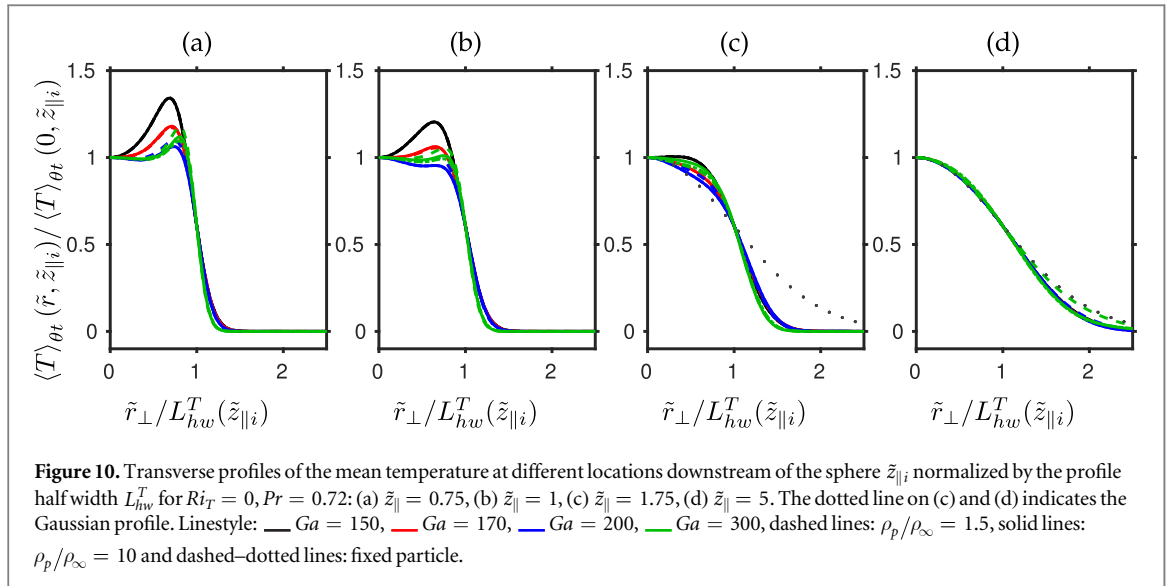 (a) (b) (c) (d)
⟨T⟩θt (r̃, z̃∥i)/ ⟨T⟩θt (0, z̃∥i)
1.5 1.5 1.5 1.5
1 1 1 1
0.5 0.5 0.5 0.5
0 0 0 0
0 1 2 0 1 2 0 1 2 0 1 2
r̃⊥/L^T_hw(z̃∥i) r̃⊥/L^T_hw(z̃∥i) r̃⊥/L^T_hw(z̃∥i) r̃⊥/L^T_hw(z̃∥i)
Figure 10. Transverse profiles of the mean temperature at different locations downstream of the sphere z̃∥i normalized by the profile
half width L^T_hw for Ri_T = 0, Pr = 0.72: (a) z̃∥ = 0.75, (b) z̃∥ = 1, (c) z̃∥ = 1.75, (d) z̃∥ = 5. The dotted line on (c) and (d) indicates the
Gaussian profile. Linestyle: Ga = 150, Ga = 170, Ga = 200, Ga = 300, dashed lines: ρp/ρ∞ = 1.5, solid lines:
ρp/ρ∞ = 10 and dashed–dotted lines: fixed particle.